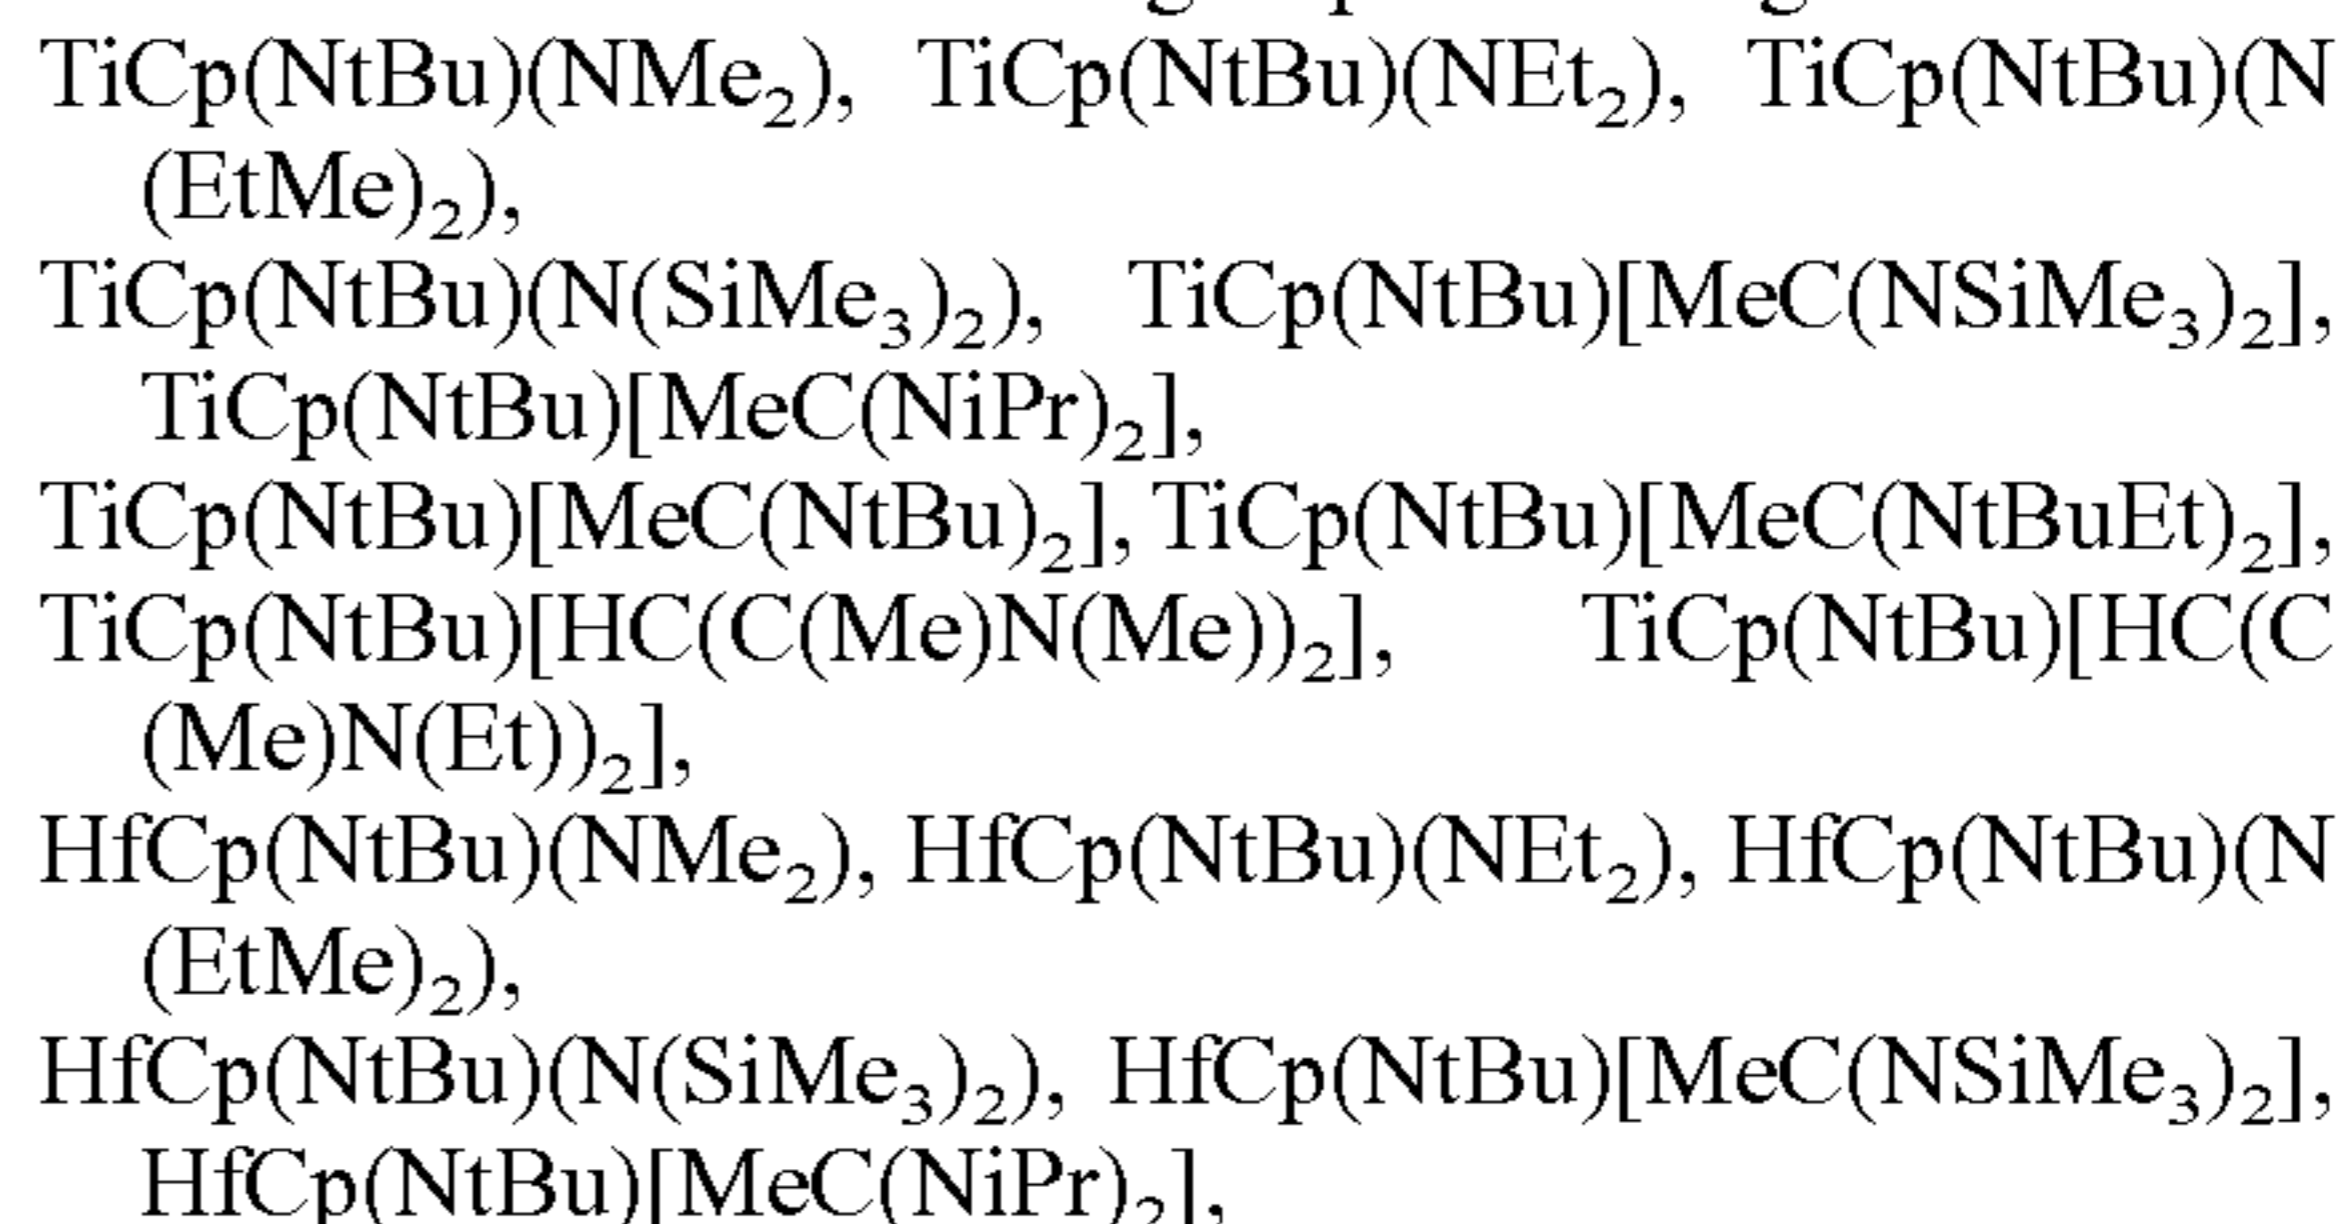 TiCp(NtBu)(NMe₂), TiCp(NtBu)(NEt₂), TiCp(NtBu)(N
(EtMe)₂),
TiCp(NtBu)(N(SiMe₃)₂), TiCp(NtBu)[MeC(NSiMe₃)₂],
TiCp(NtBu)[MeC(NiPr)₂],
TiCp(NtBu)[MeC(NtBu)₂], TiCp(NtBu)[MeC(NtBuEt)₂],
TiCp(NtBu)[HC(C(Me)N(Me))₂], TiCp(NtBu)[HC(C
(Me)N(Et))₂],
HfCp(NtBu)(NMe₂), HfCp(NtBu)(NEt₂), HfCp(NtBu)(N
(EtMe)₂),
HfCp(NtBu)(N(SiMe₃)₂), HfCp(NtBu)[MeC(NSiMe₃)₂],
HfCp(NtBu)[MeC(NiPr)₂],